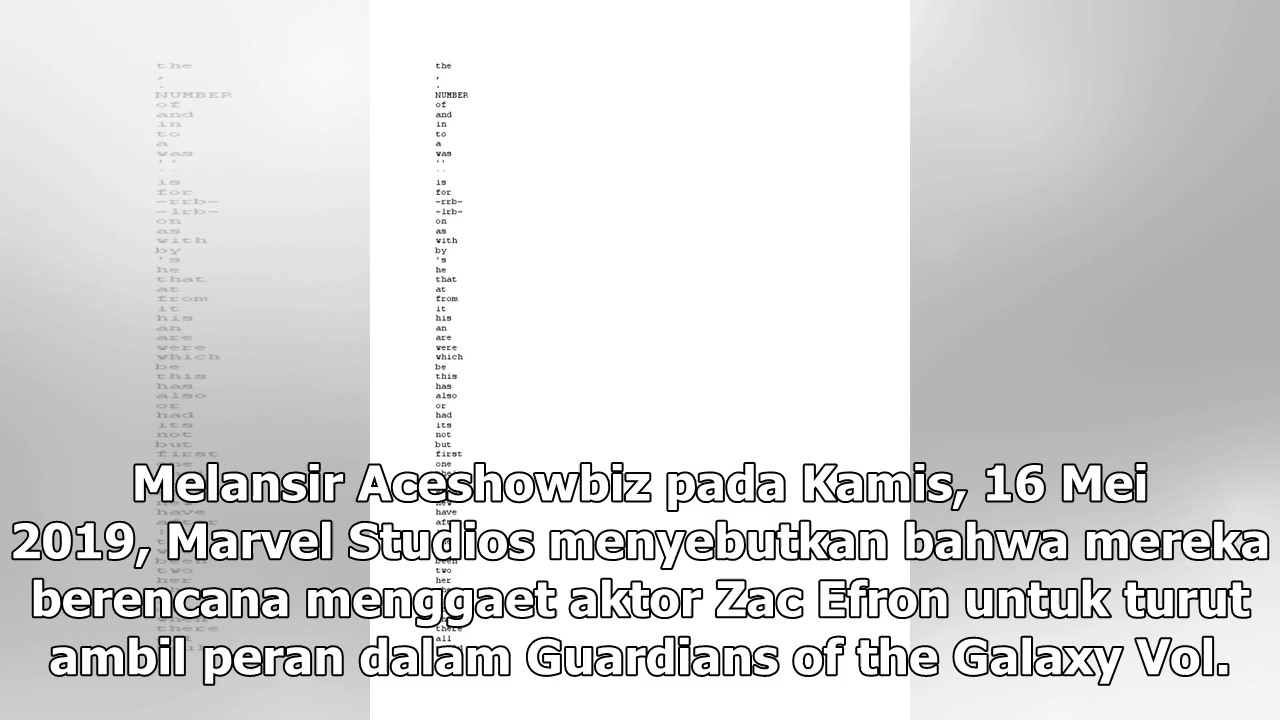 the
,
.
NUMBER
of
and
in
to
a
was
''
``
is
for
-rrb-
-lrb-
on
as
with
by
's
he
that
at
from
it
his
an
are
were
which
be
this
has
also
or
had
its
not
but
first
one
have
two
her
there
all
Melansir Aceshowbiz pada Kamis, 16 Mei
2019, Marvel Studios menyebutkan bahwa mereka
berencana menggaet aktor Zac Efron untuk turut
ambil peran dalam Guardians of the Galaxy Vol.